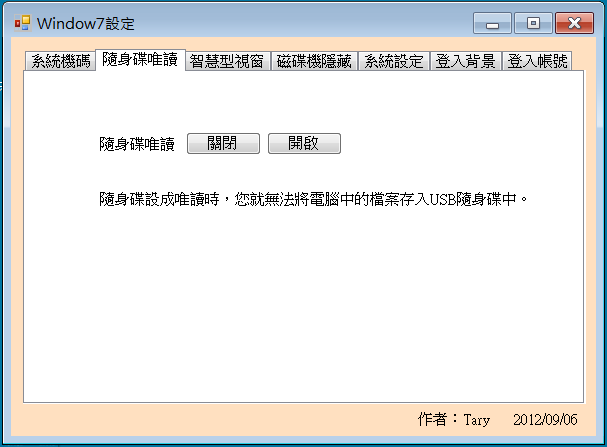 Window7設定
系統機碼 隨身碟唯讀 智慧型視窗 磁碟機隱藏 系統設定 登入背景 登入帳號
隨身碟唯讀 關閉 開啟
隨身碟設成唯讀時，您就無法將電腦中的檔案存入USB隨身碟中。
作者：Tary 2012/09/06